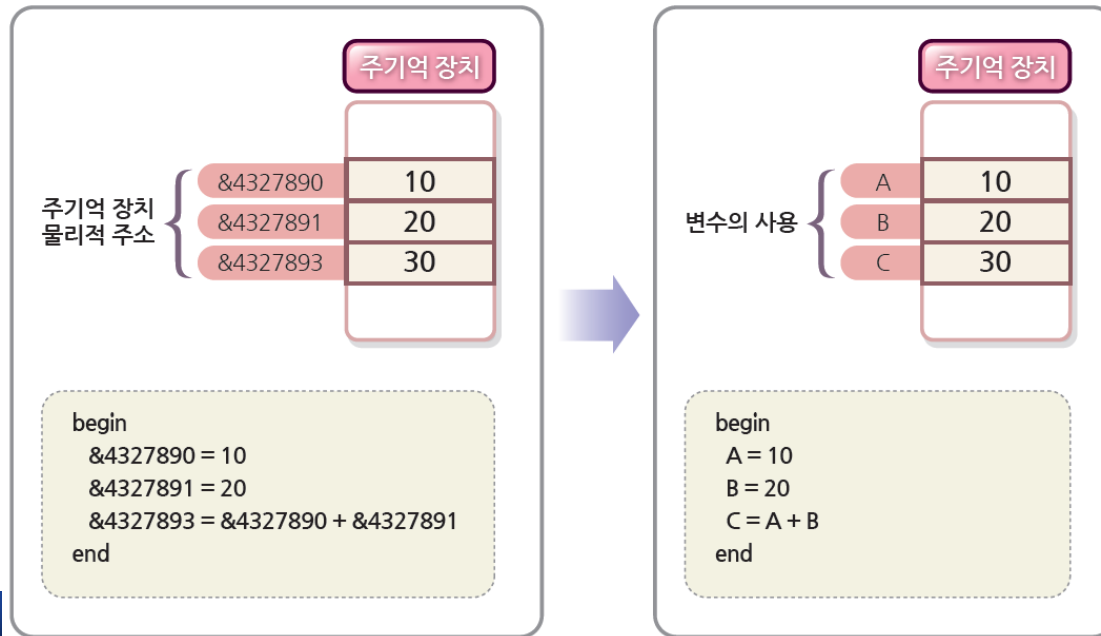 주기억 장치
주기억 장치
물리적 주소
&4327890 10
&4327891 20
&4327893 30
begin
&4327890 = 10
&4327891 = 20
&4327893 = &4327890 + &4327891
end
주기억 장치
변수의 사용
A 10
B 20
C 30
begin
A = 10
B = 20
C = A + B
end